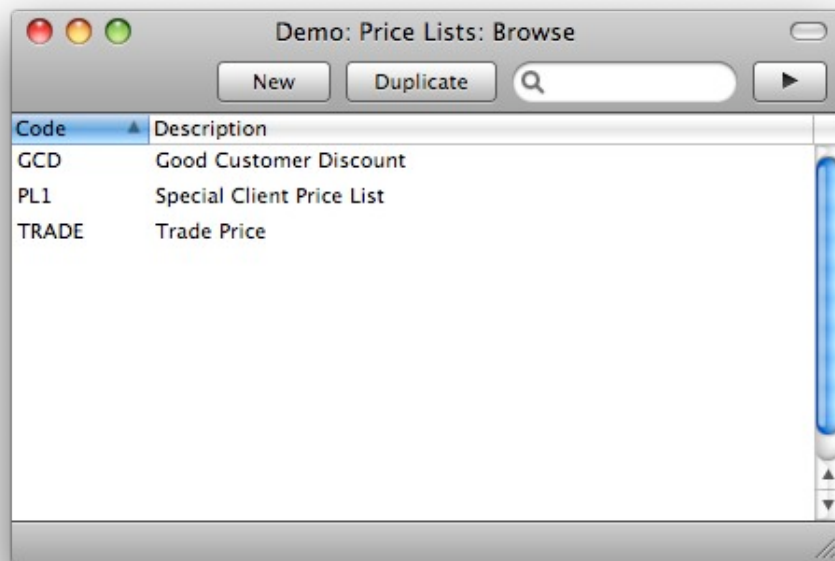 Demo: Price Lists: Browse
New Duplicate
Code Description
GCD Good Customer Discount
PL1 Special Client Price List
TRADE Trade Price